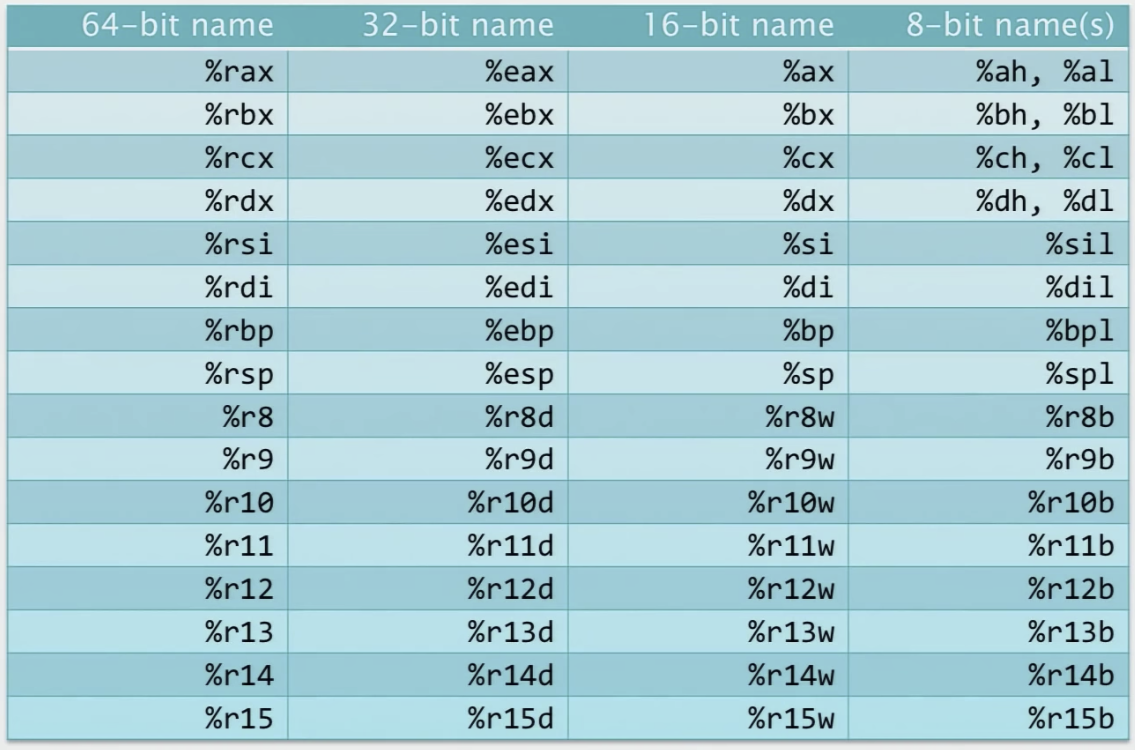 64-bit name 32-bit name 16-bit name 8-bit name(s)
%rax %eax %ax %ah, %al
%rbx %ebx %bx %bh, %bl
%rcx %ecx %cx %ch, %cl
%rdx %edx %dx %dh, %dl
%rsi %esi %si %sil
%rdi %edi %di %dil
%rbp %ebp %bp %bpl
%rsp %esp %sp %spl
%r8 %r8d %r8w %r8b
%r9 %r9d %r9w %r9b
%r10 %r10d %r10w %r10b
%r11 %r11d %r11w %r11b
%r12 %r12d %r12w %r12b
%r13 %r13d %r13w %r13b
%r14 %r14d %r14w %r14b
%r15 %r15d %r15w %r15b